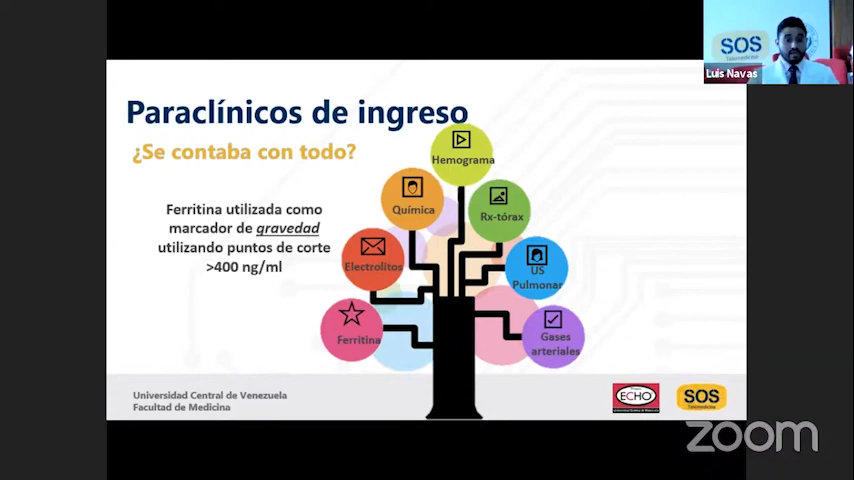 SOS
Telemedicina
Luis Navas
Paraclínicos de ingreso
¿Se contaba con todo?
Ferritina utilizada como
marcador de gravedad
utilizando puntos de corte
>400 ng/ml
Hemograma
Química
Rx-tórax
Electrolitos
US
Pulmonar
Ferritina
Gases
arteriales
Universidad Central de Venezuela
Facultad de Medicina
ECHO
SOS
Telemedicina
zoom